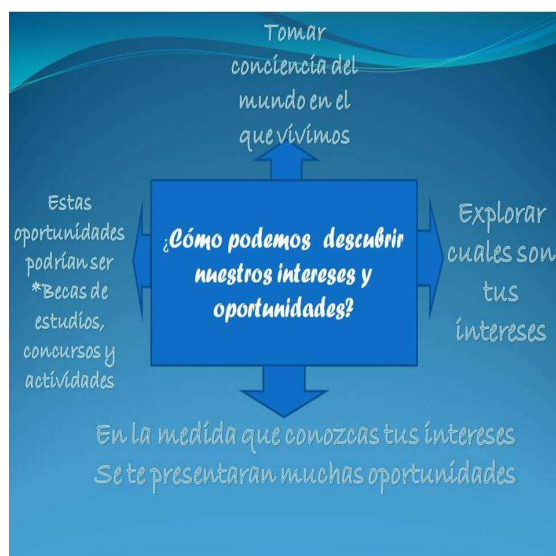 Tomar
conciencia del
mundo en el
que vivimos
¿Cómo podemos descubrir
nuestros intereses y
oportunidades?
Explorar
cuales son
tus
intereses
Estas
oportunidades
podrían ser
*Becas de
estudios,
concursos y
actividades
En la medida que conozcas tus intereses
Se te presentaran muchas oportunidades